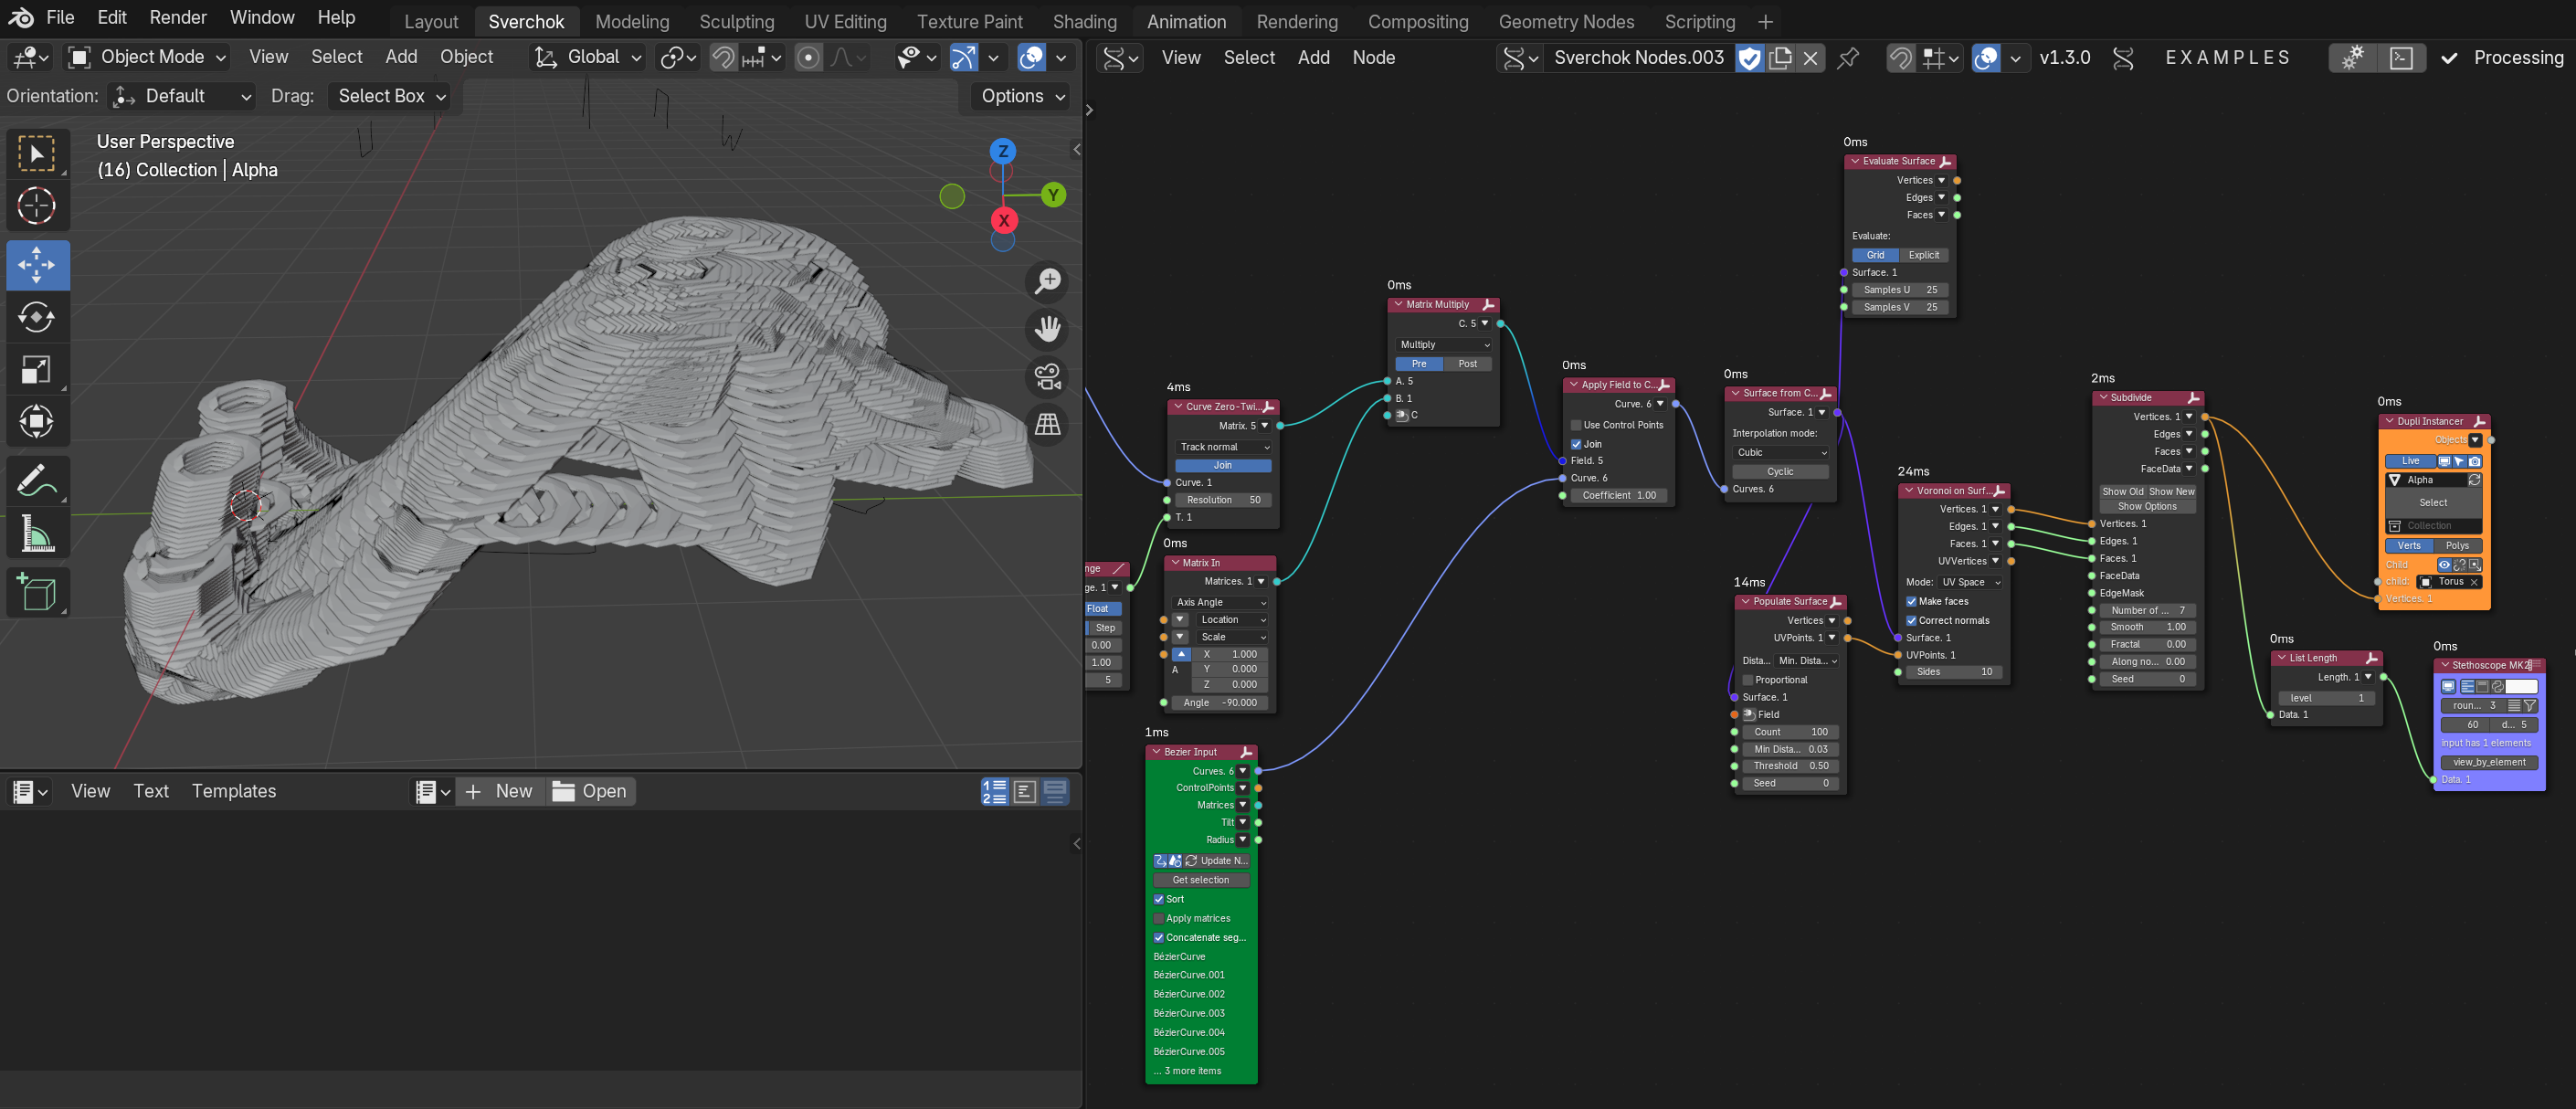 File Edit Render Window Help
Layout Sverchok Modeling Sculpting UV Editing Texture Paint Shading Animation Rendering Compositing Geometry Nodes Scripting
Object Mode View Select Add Object Global
View Select Add Node Sverchok Nodes.003 v1.3.0 EXAMPLES Processing
Orientation: Default Drag: Select Box Options
User Perspective
(16) Collection | Alpha
Z
Y
X
View Text Templates New Open
0ms
Evaluate Surface
Vertices
Edges
Faces
Evaluate:
Grid Explicit
Surface. 1
Samples U 25
Samples V 25
0ms
Matrix Multiply
C. 5
Multiply
Pre Post
A. 5
B. 1
C
4ms
Curve Zero-Twi...
Matrix. 5
Track normal
Join
Curve. 1
Resolution 50
T. 1
0ms
Apply Field to C...
Curve. 6
Use Control Points
Join
Field. 5
Curve. 6
Coefficient 1.00
0ms
Surface from C...
Surface. 1
Interpolation mode:
Cubic
Cyclic
Curves. 6
nge
ge. 1
Float
Step
0.00
1.00
5
0ms
Matrix In
Matrices. 1
Axis Angle
Location
Scale
X 1.000
A Y 0.000
Z 0.000
Angle -90.000
1ms
Bezier Input
Curves. 6
ControlPoints
Matrices
Tilt
Radius
Update N...
Get selection
Sort
Apply matrices
Concatenate seg...
BézierCurve
BézierCurve.001
BézierCurve.002
BézierCurve.003
BézierCurve.004
BézierCurve.005
... 3 more items
14ms
Populate Surface
Vertices
UVPoints. 1
Dista... Min. Dista...
Proportional
Surface. 1
Field
Count 100
Min Dista... 0.03
Threshold 0.50
Seed 0
24ms
Voronoi on Surf...
Vertices. 1
Edges. 1
Faces. 1
UVVertices
Mode: UV Space
Make faces
Correct normals
Surface. 1
UVPoints. 1
Sides 10
2ms
Subdivide
Vertices. 1
Edges
Faces
FaceData
Show Old Show New
Show Options
Vertices. 1
Edges. 1
Faces. 1
FaceData
EdgeMask
Number of ... 7
Smooth 1.00
Fractal 0.00
Along no... 0.00
Seed 0
0ms
Dupli Instancer
Objects
Live
Alpha
Select
Collection
Verts Polys
Child
child: Torus
Vertices. 1
0ms
List Length
Length. 1
level 1
Data. 1
0ms
Stethoscope MK2
roun... 3
60 d... 5
input has 1 elements
view_by_element
Data. 1